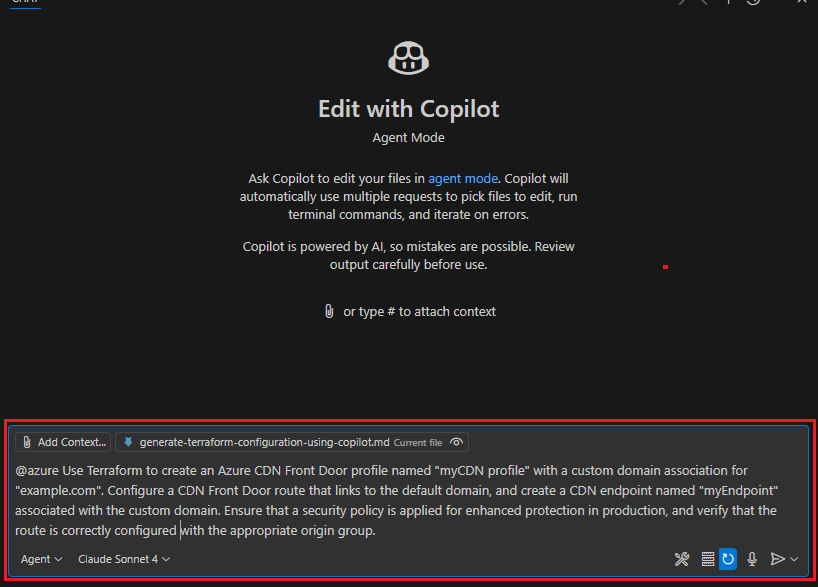 CHAT
Edit with Copilot
Agent Mode
Ask Copilot to edit your files in agent mode. Copilot will
automatically use multiple requests to pick files to edit, run
terminal commands, and iterate on errors.
Copilot is powered by AI, so mistakes are possible. Review
output carefully before use.
or type # to attach context
Add Context... generate-terraform-configuration-using-copilot.md Current file
@azure Use Terraform to create an Azure CDN Front Door profile named "myCDN profile" with a custom domain association for
"example.com". Configure a CDN Front Door route that links to the default domain, and create a CDN endpoint named "myEndpoint"
associated with the custom domain. Ensure that a security policy is applied for enhanced protection in production, and verify that the
route is correctly configured with the appropriate origin group.
Agent Claude Sonnet 4